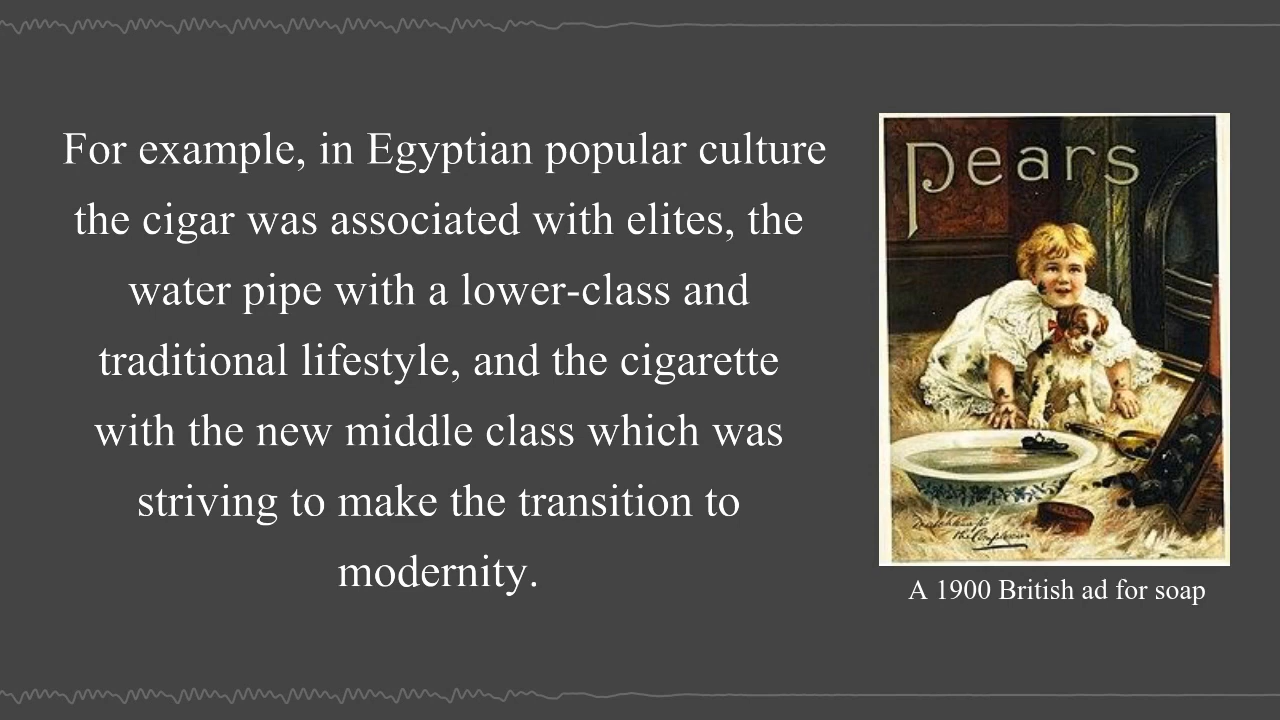 For example, in Egyptian popular culture
the cigar was associated with elites, the
water pipe with a lower-class and
traditional lifestyle, and the cigarette
with the new middle class which was
striving to make the transition to
modernity.
Pears
the Complexion
A 1900 British ad for soap